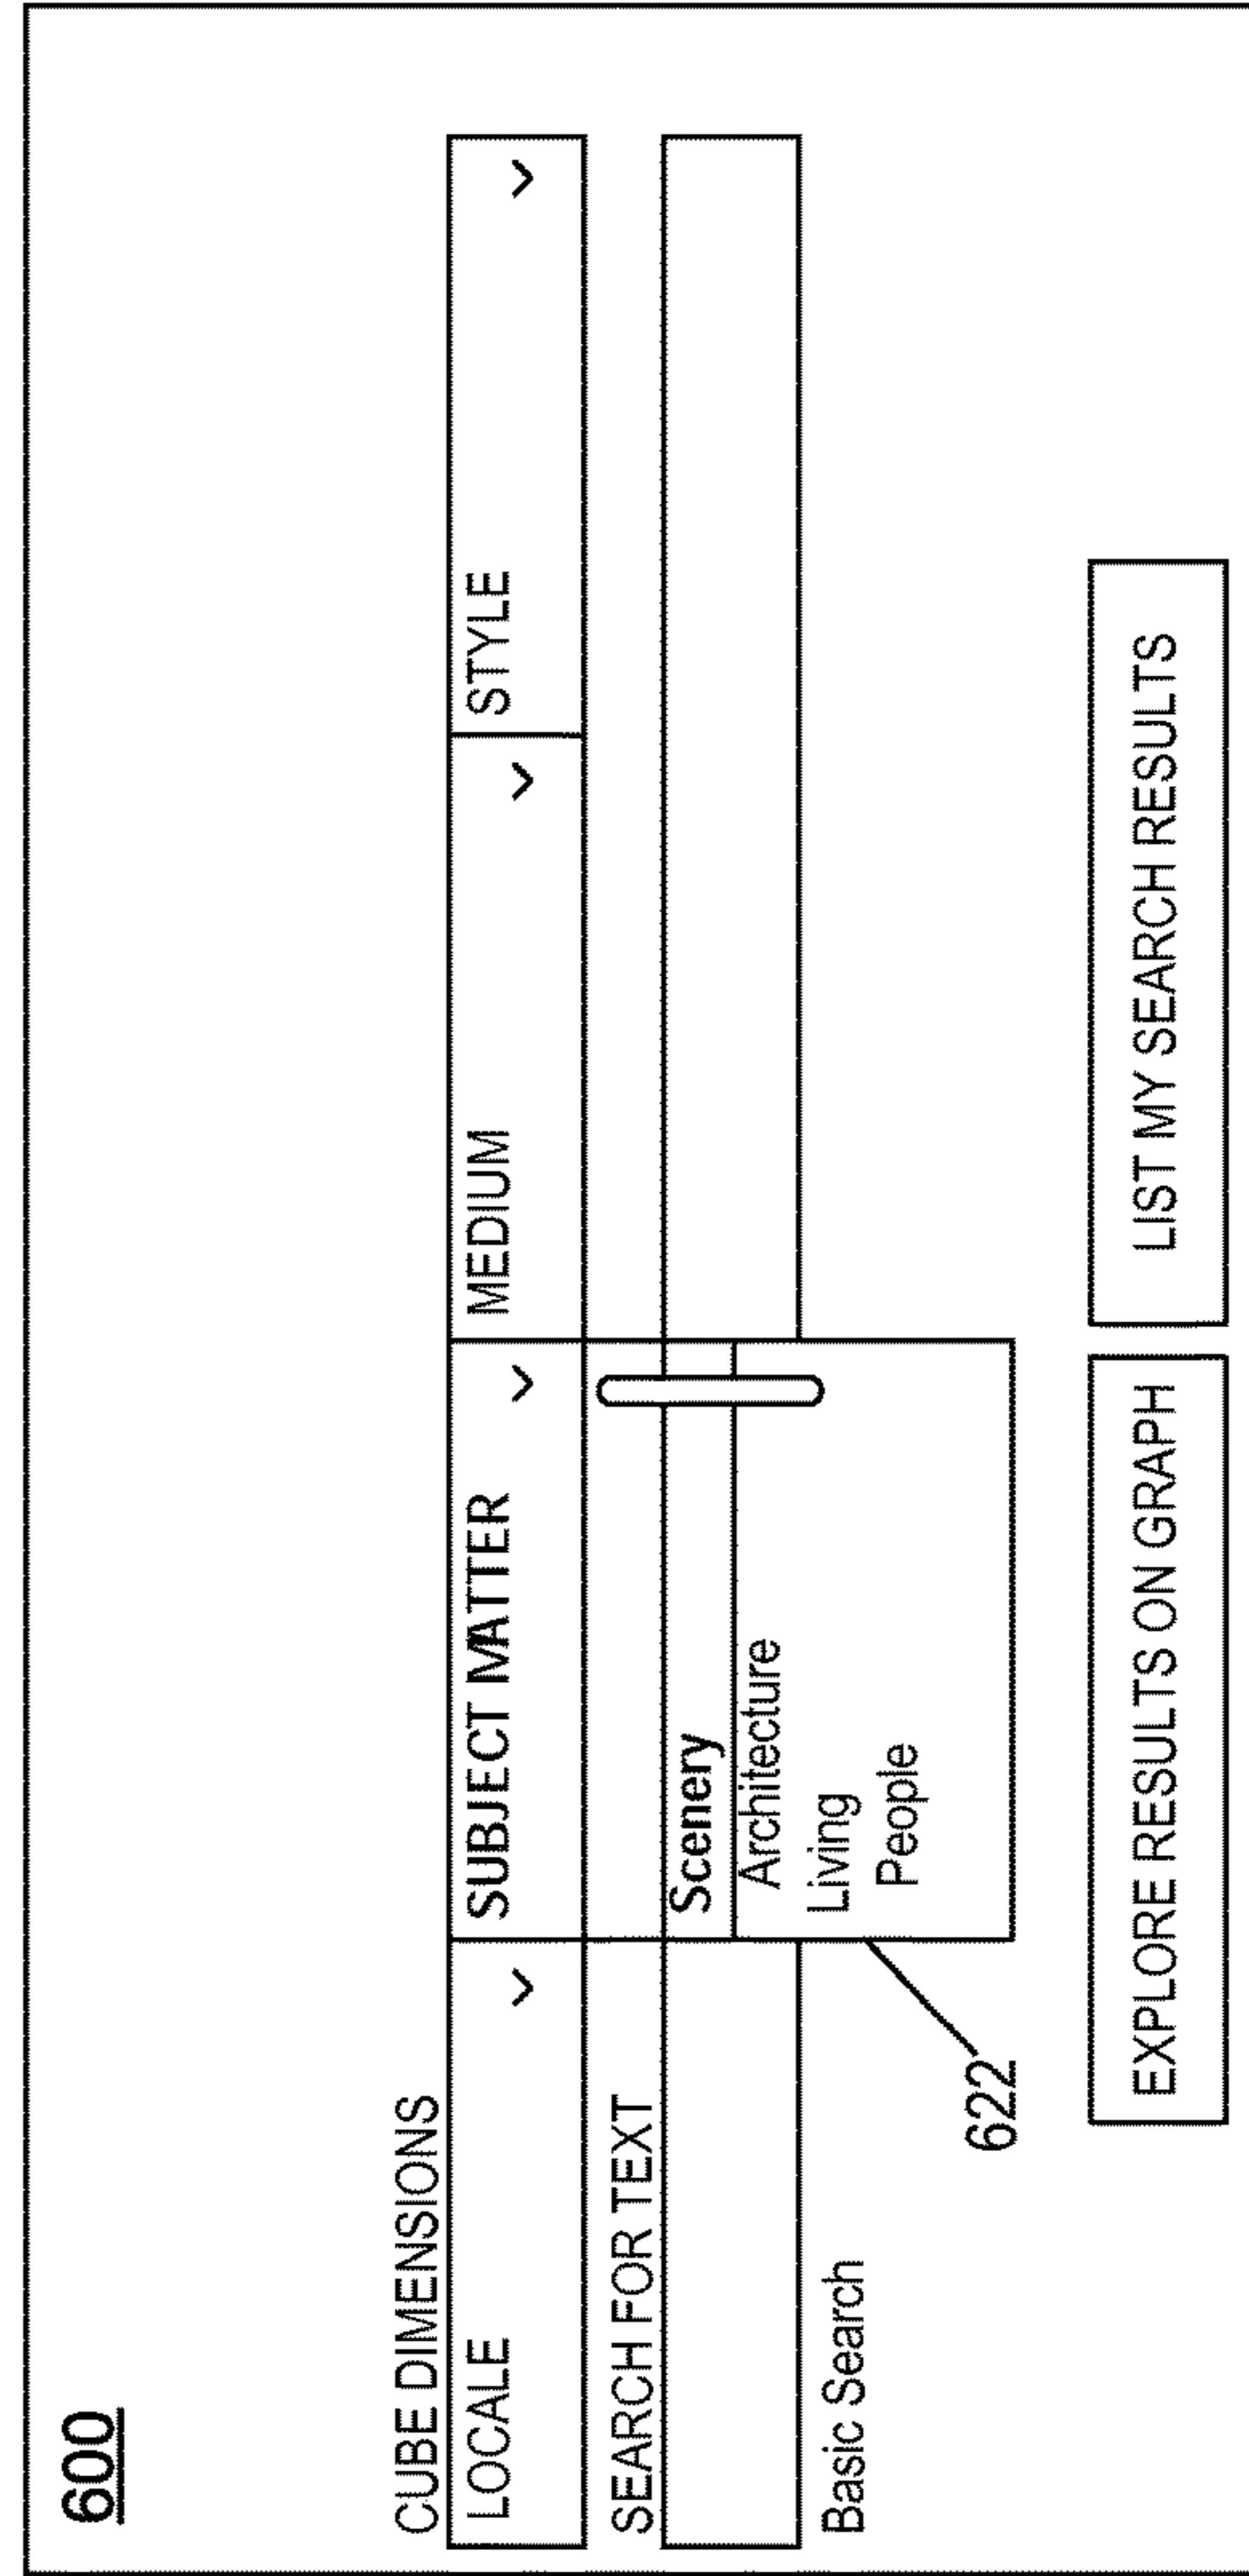 600
CUBE DIMENSIONS
LOCALE SUBJECT MATTER MEDIUM STYLE
SEARCH FOR TEXT
Scenery
Architecture
Living
People
Basic Search
622
EXPLORE RESULTS ON GRAPH LIST MY SEARCH RESULTS